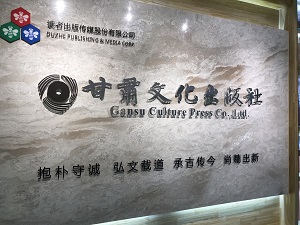 读者出版传媒股份有限公司
DUZHE PUBLISHING & MEDIA CORP.
甘肃文化出版社
Gansu Culture Press Co.,Ltd.
抱朴守诚 弘文载道 承古传今 尚精出新